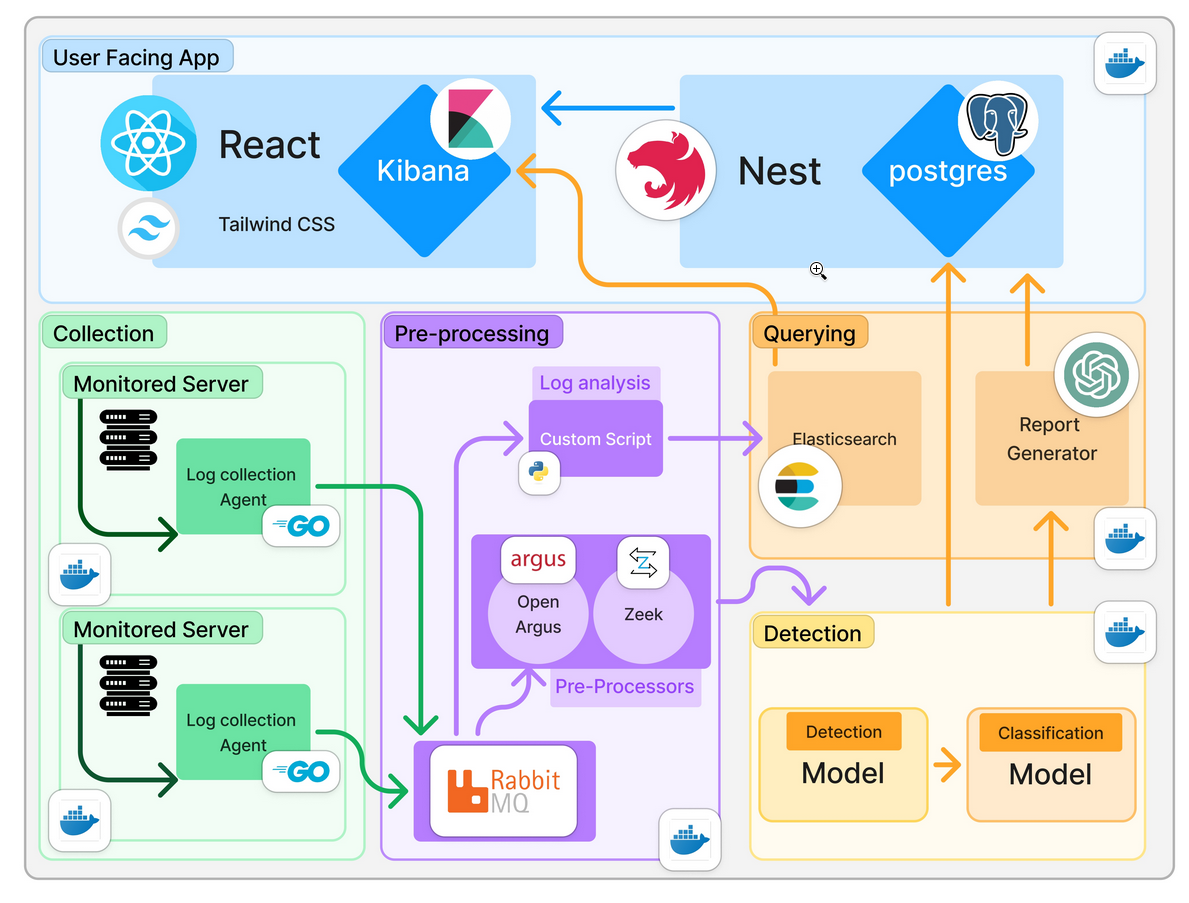 User Facing App
React
Tailwind CSS
Kibana
Nest
postgres
Collection
Monitored Server
Log collection
Agent
GO
Monitored Server
Log collection
Agent
GO
Pre-processing
Log analysis
Custom Script
argus
Open
Argus
Z
Zeek
Pre-Processors
Rabbit
MQ
Querying
Elasticsearch
Report
Generator
Detection
Detection
Model
Classification
Model